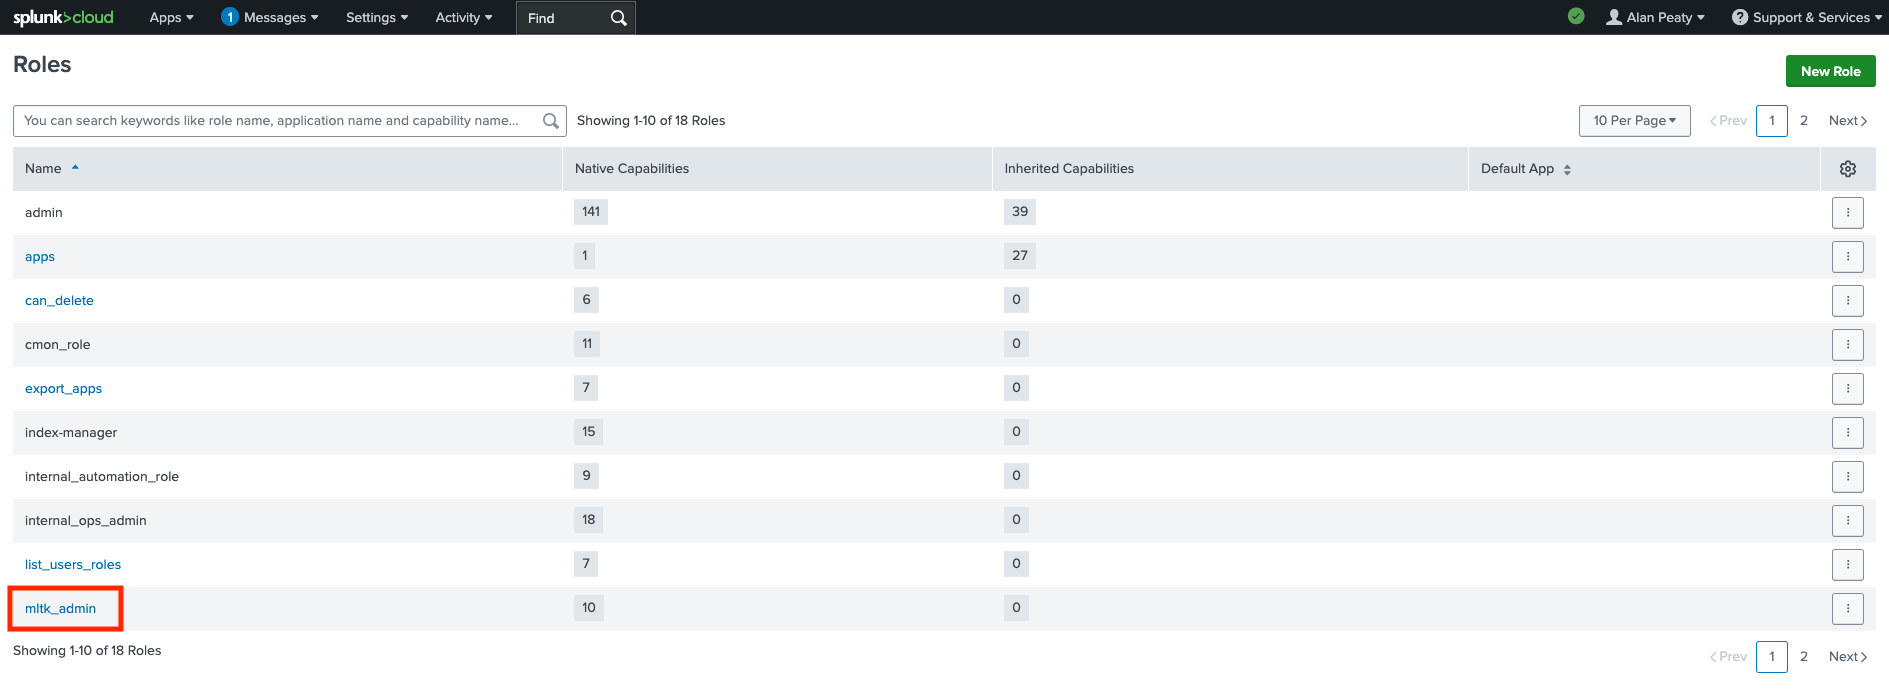 splunk>cloud Apps 1 Messages Settings Activity Find Alan Peaty ? Support & Services
Roles
New Role
You can search keywords like role name, application name and capability name... Showing 1-10 of 18 Roles 10 Per Page < Prev 1 2 Next >
Name Native Capabilities Inherited Capabilities Default App
admin 141 39
apps 1 27
can_delete 6 0
cmon_role 11 0
export_apps 7 0
index-manager 15 0
internal_automation_role 9 0
internal_ops_admin 18 0
list_users_roles 7 0
mltk_admin 10 0
Showing 1-10 of 18 Roles < Prev 1 2 Next >